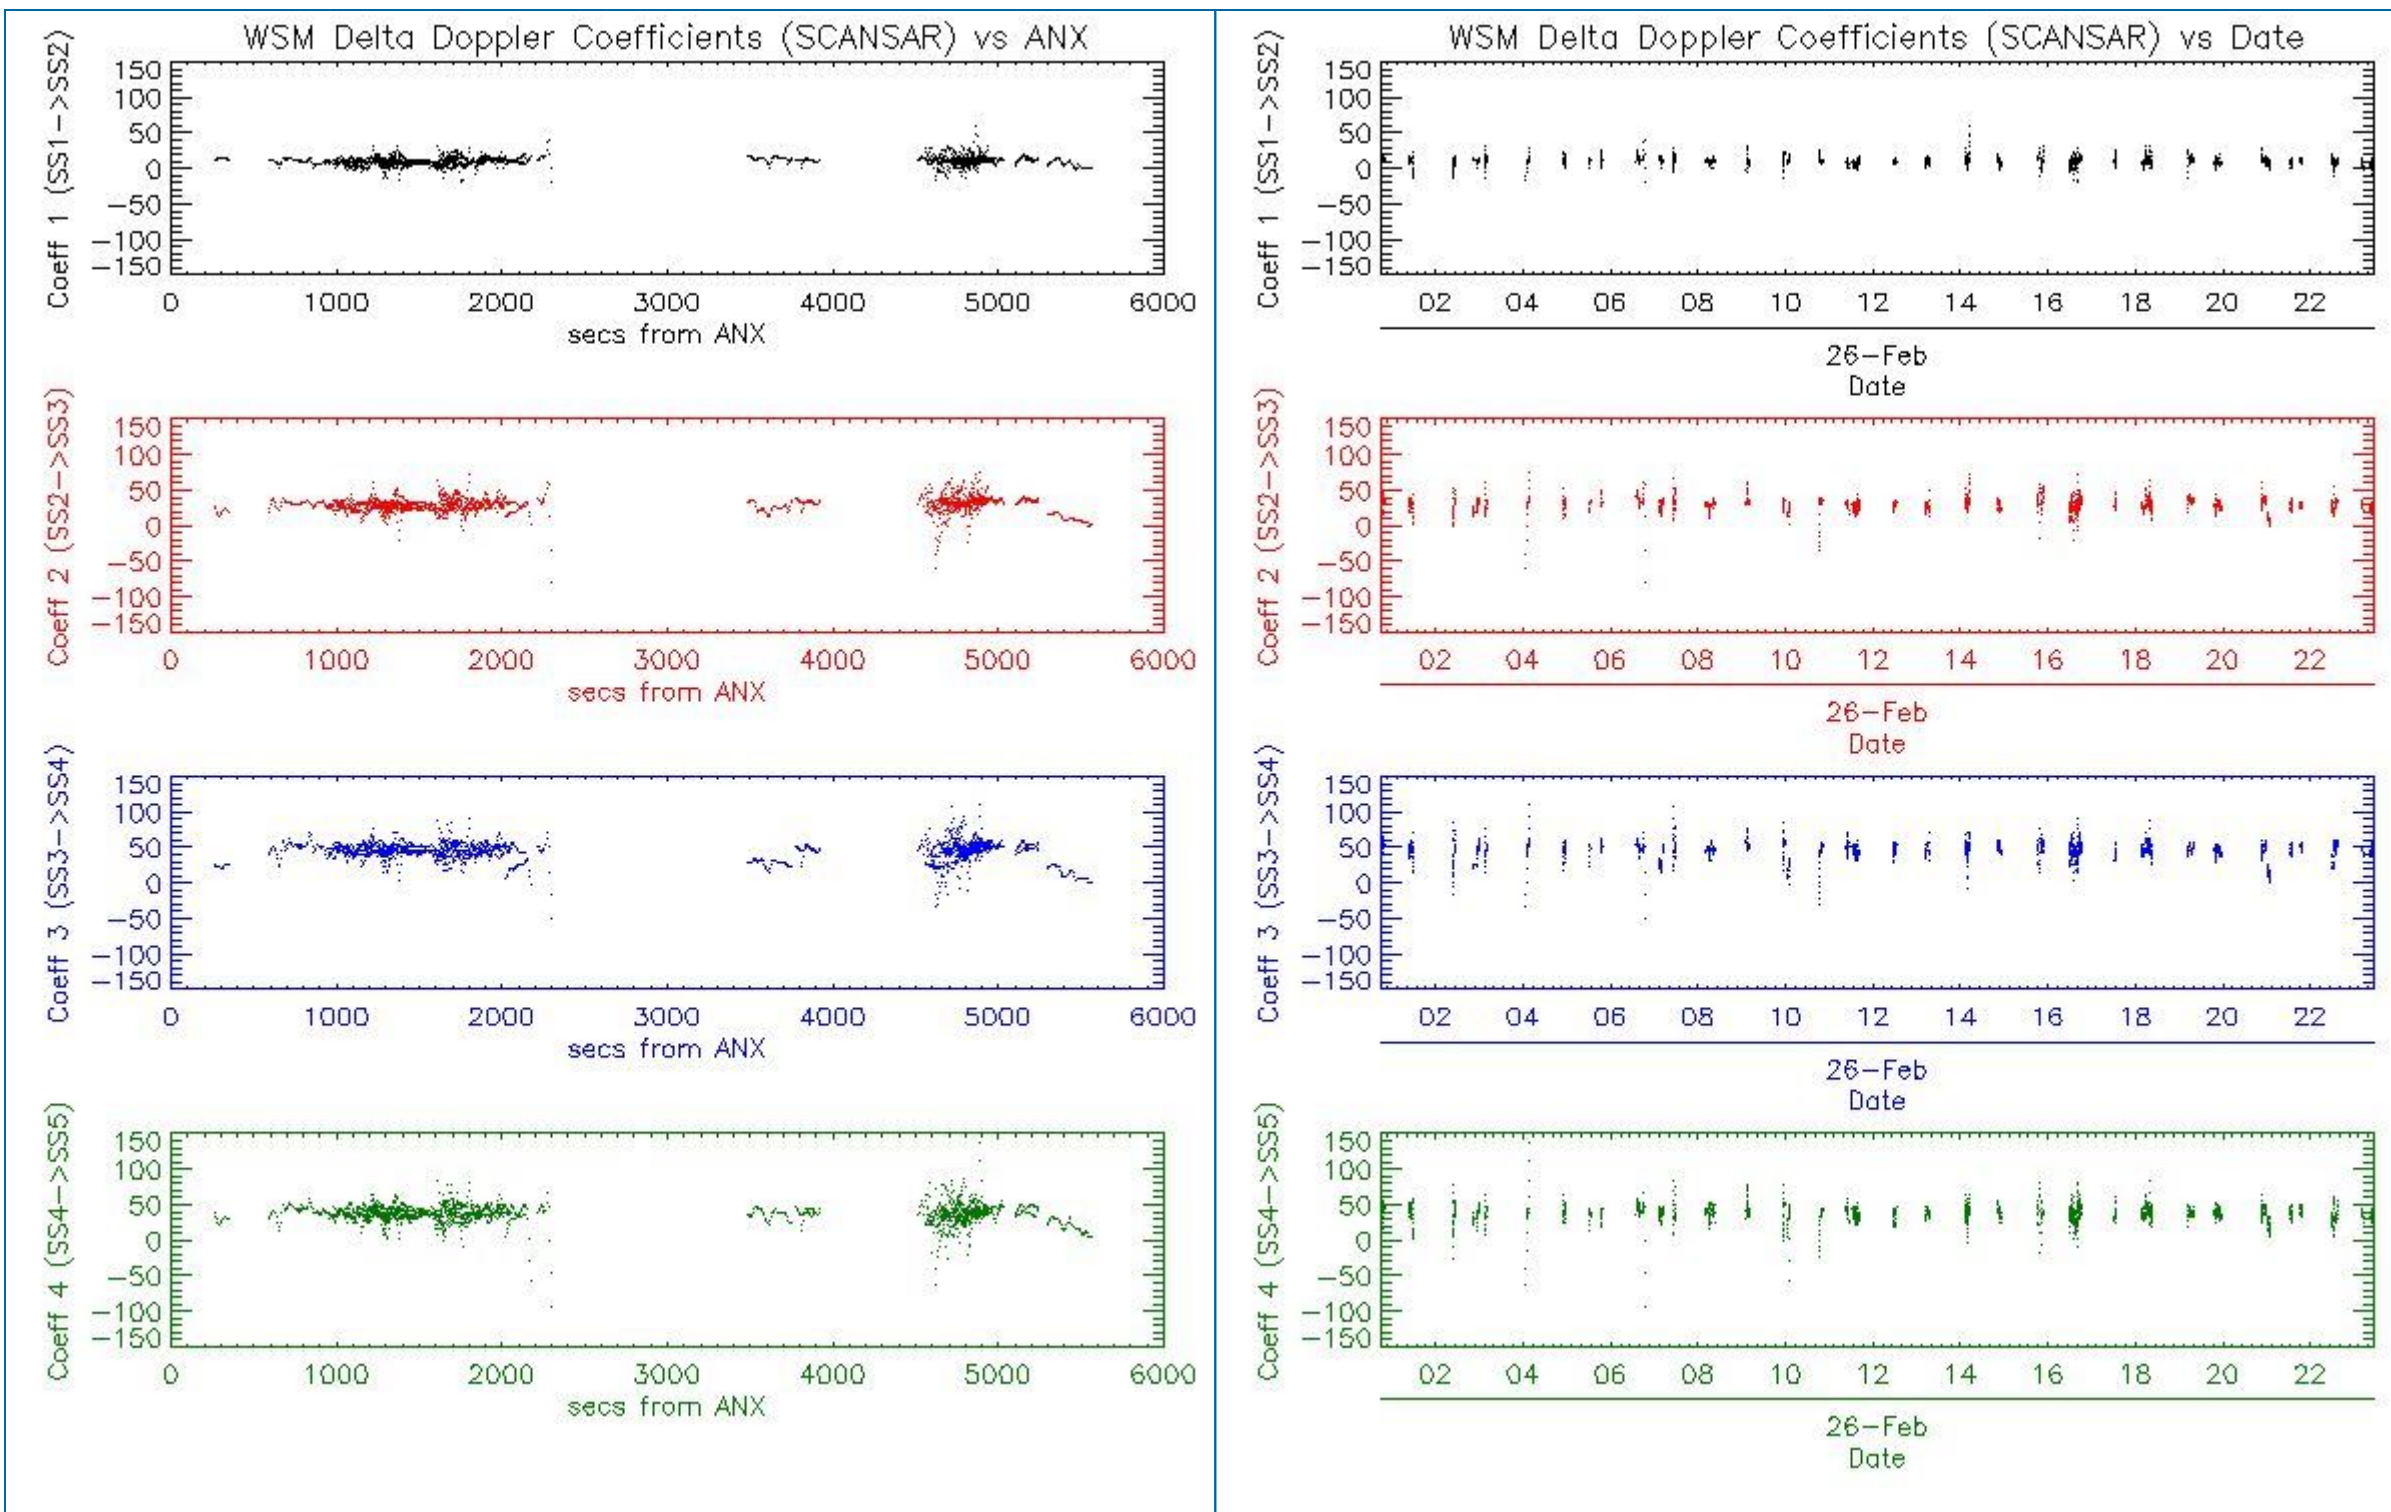 WSM Delta Doppler Coefficients (SCANSAR) vs ANX
Coeff 1 (SS1->SS2)
150
100
50
0
-50
-100
-150
0 1000 2000 3000 4000 5000 6000
secs from ANX
Coeff 2 (SS2->SS3)
150
100
50
0
-50
-100
-150
0 1000 2000 3000 4000 5000 6000
secs from ANX
Coeff 3 (SS3->SS4)
150
100
50
0
-50
-100
-150
0 1000 2000 3000 4000 5000 6000
secs from ANX
Coeff 4 (SS4->SS5)
150
100
50
0
-50
-100
-150
0 1000 2000 3000 4000 5000 6000
secs from ANX
WSM Delta Doppler Coefficients (SCANSAR) vs Date
Coeff 1 (SS1->SS2)
150
100
50
0
-50
-100
-150
02 04 06 08 10 12 14 16 18 20 22
26-Feb
Date
Coeff 2 (SS2->SS3)
150
100
50
0
-50
-100
-150
02 04 06 08 10 12 14 16 18 20 22
26-Feb
Date
Coeff 3 (SS3->SS4)
150
100
50
0
-50
-100
-150
02 04 06 08 10 12 14 16 18 20 22
26-Feb
Date
Coeff 4 (SS4->SS5)
150
100
50
0
-50
-100
-150
02 04 06 08 10 12 14 16 18 20 22
26-Feb
Date